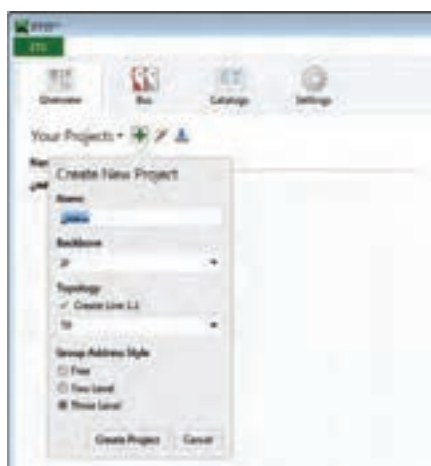 ETS
Overview Bus Catalogs Settings
Your Projects
Name
Create New Project
Name
Backbone
IP
Topology
✓ Create Line 1.1
TP
Group Address Style
Free
Two Level
Three Level
Create Project Cancel